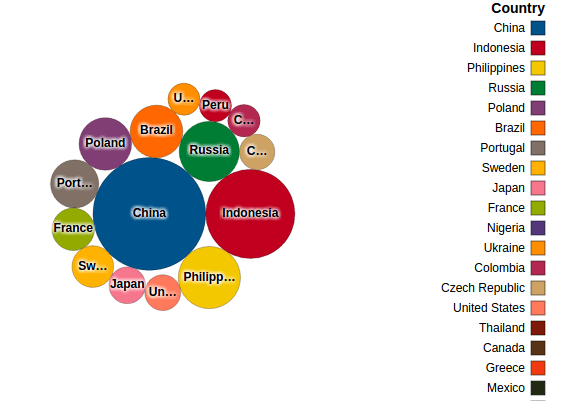 Country
China
Indonesia
Philippines
Russia
Poland
Brazil
Portugal
Sweden
Japan
France
Nigeria
Ukraine
Colombia
Czech Republic
United States
Thailand
Canada
Greece
Mexico
U...
Peru
C...
Brazil
Poland
Russia
C...
Port...
China
Indonesia
France
Sw...
Philipp...
Japan
Un...